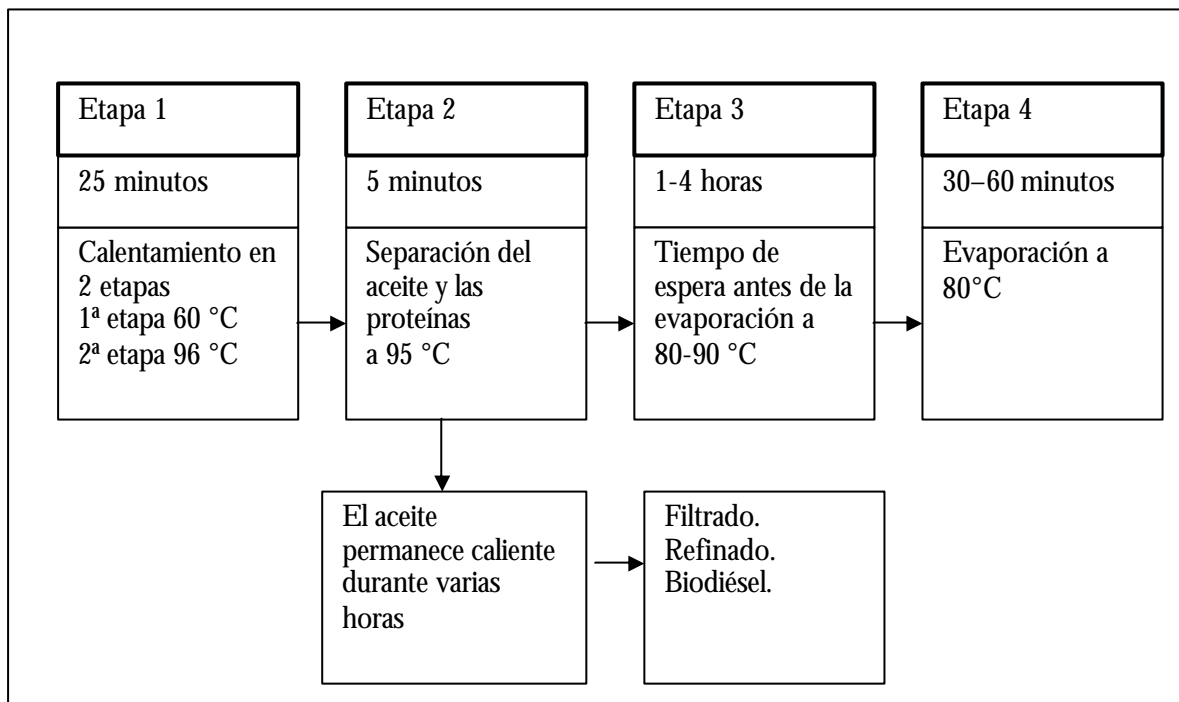 Etapa 1
25 minutos
Calentamiento en
2 etapas
1ª etapa 60 °C
2ª etapa 96 °C
Etapa 2
5 minutos
Separación del
aceite y las
proteínas
a 95 °C
Etapa 3
1-4 horas
Tiempo de
espera antes de la
evaporación a
80-90 °C
Etapa 4
30–60 minutos
Evaporación a
80°C
El aceite
permanece caliente
durante varias
horas
Filtrado.
Refinado.
Biodiésel.